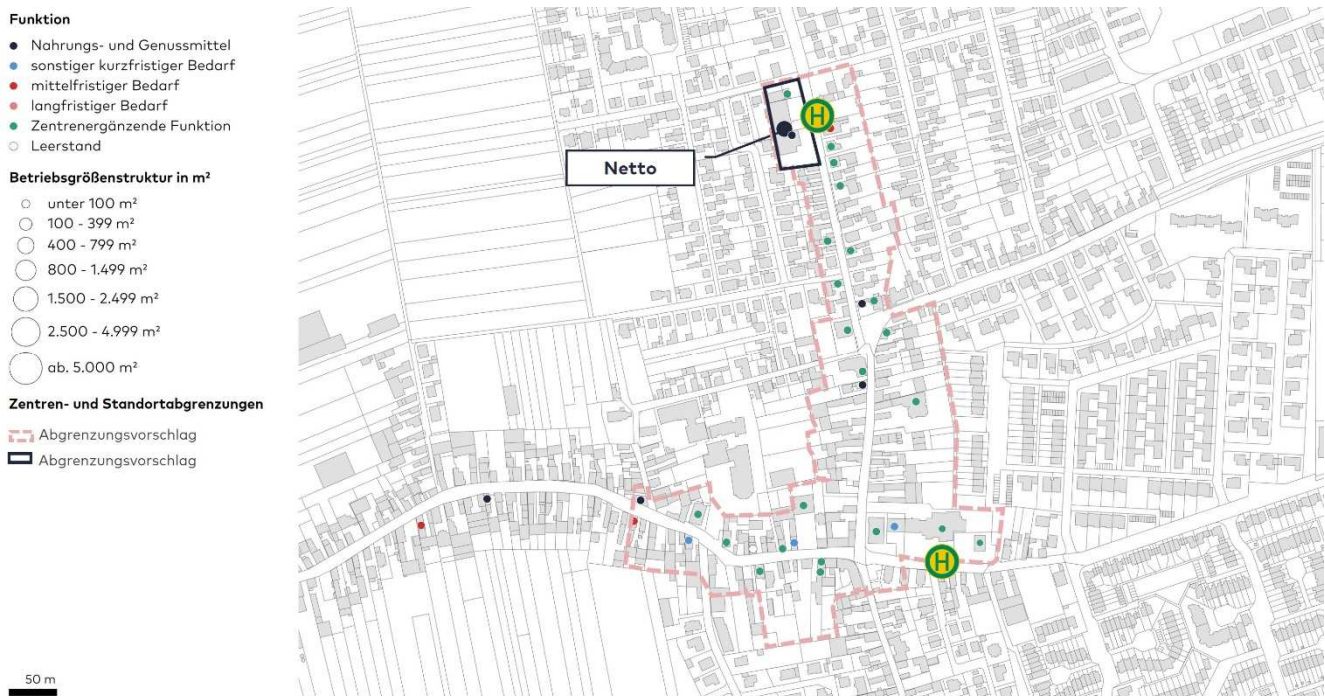 Funktion
Nahrungs- und Genussmittel
sonstiger kurzfristiger Bedarf
mittelfristiger Bedarf
langfristiger Bedarf
Zentrenergänzende Funktion
Leerstand
Betriebsgrößenstruktur in m²
unter 100 m²
100 - 399 m²
400 - 799 m²
800 - 1.499 m²
1.500 - 2.499 m²
2.500 - 4.999 m²
ab. 5.000 m²
Zentren- und Standortabgrenzungen
Abgrenzungsvorschlag
Abgrenzungsvorschlag
50 m
H
Netto
H